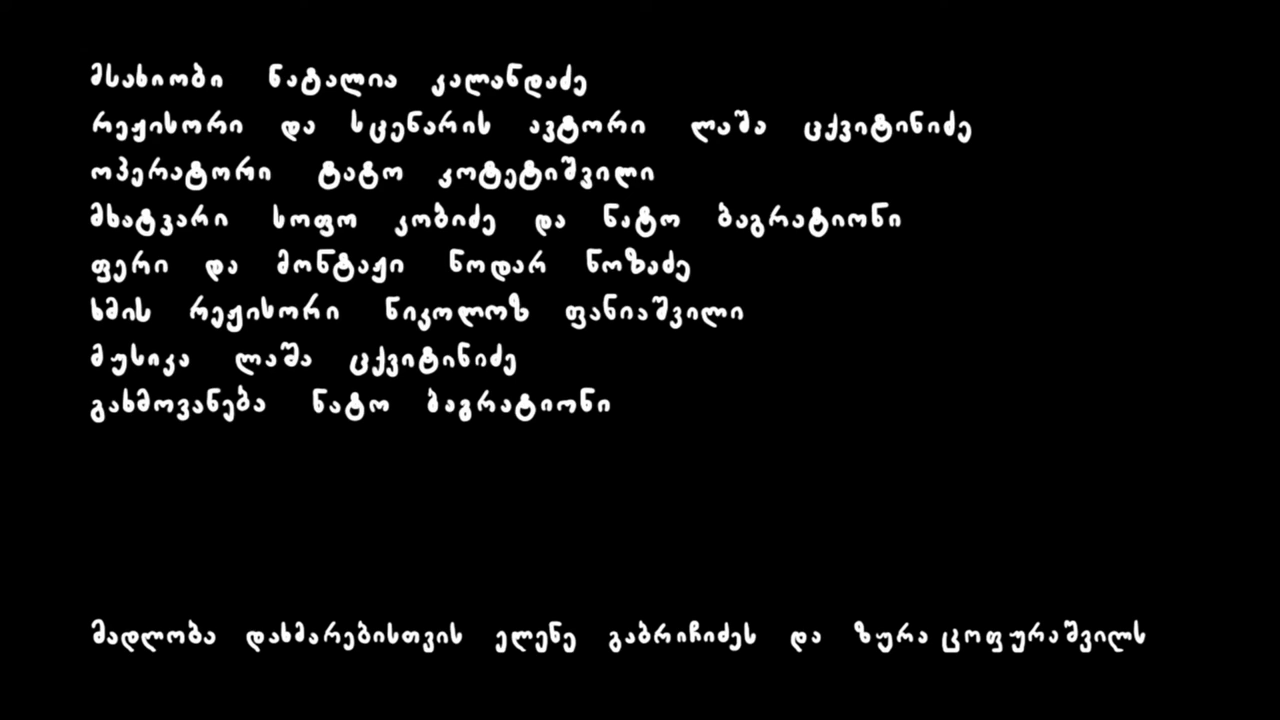 მსახიობი ნატალია კალანდაძე
რეჟისორი და სცენარის ავტორი ლაშა ცქვიტინიძე
ოპერატორი ტატო კოტეტიშვილი
მხატვარი სოფო კობიძე და ნატო ბაგრატიონი
ფერი და მონტაჟი ნოდარ ნოზაძე
ხმის რეჟისორი ნიკოლოზ ფანიაშვილი
მუსიკა ლაშა ცქვიტინიძე
გახმოვანება ნატო ბაგრატიონი
მადლობა დახმარებისთვის ელენე გაბრიჩიძეს და ზურა ცოფურაშვილს